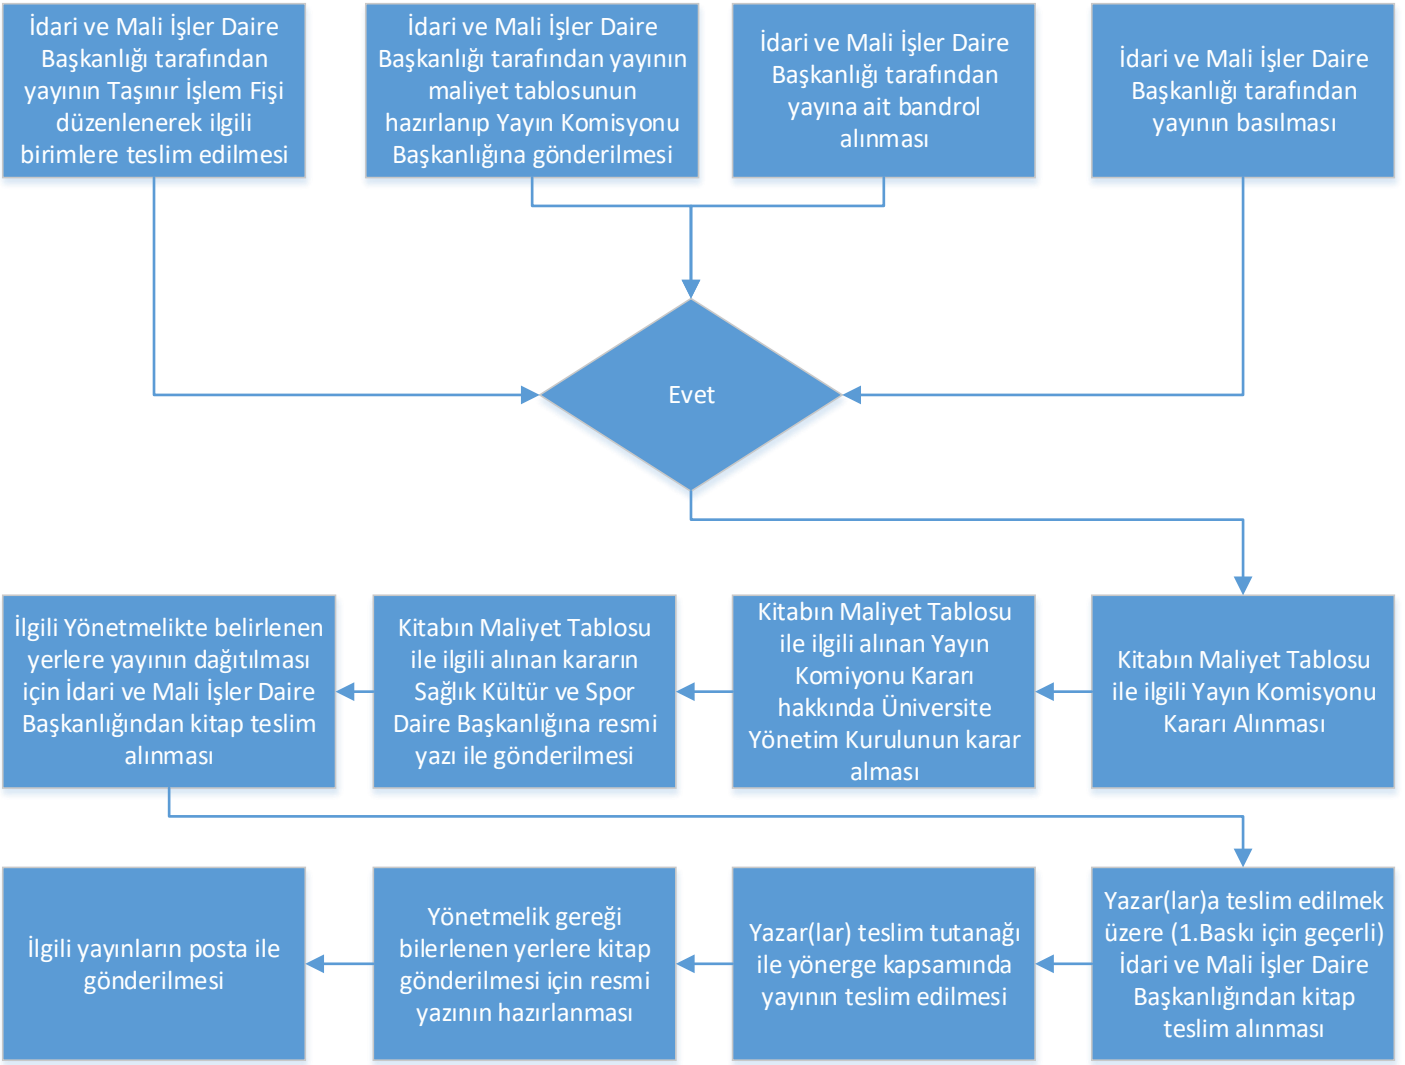 İdari ve Mali İşler Daire
Başkanlığı tarafından
yayının Taşınır İşlem Fişi
düzenlenerek ilgili
birimlere teslim edilmesi
İdari ve Mali İşler Daire
Başkanlığı tarafından yayının
maliyet tablosunun
hazırlanıp Yayın Komisyonu
Başkanlığına gönderilmesi
İdari ve Mali İşler Daire
Başkanlığı tarafından
yayına ait bandrol
alınması
İdari ve Mali İşler Daire
Başkanlığı tarafından
yayının basılması
Evet
Kitabın Maliyet Tablosu
ile ilgili Yayın Komisyonu
Kararı Alınması
Kitabın Maliyet Tablosu
ile ilgili alınan Yayın
Komiyonu Kararı
hakkında Üniversite
Yönetim Kurulunun karar
alması
Kitabın Maliyet Tablosu
ile ilgili alınan kararın
Sağlık Kültür ve Spor
Daire Başkanlığına resmi
yazı ile gönderilmesi
İlgili Yönetmelikte belirlenen
yerlere yayının dağıtılması
için İdari ve Mali İşler Daire
Başkanlığından kitap teslim
alınması
Yazar(lar)a teslim edilmek
üzere (1.Baskı için geçerli)
İdari ve Mali İşler Daire
Başkanlığından kitap
teslim alınması
Yazar(lar) teslim tutanağı
ile yönerge kapsamında
yayının teslim edilmesi
Yönetmelik gereği
bilerlenen yerlere kitap
gönderilmesi için resmi
yazının hazırlanması
İlgili yayınların posta ile
gönderilmesi